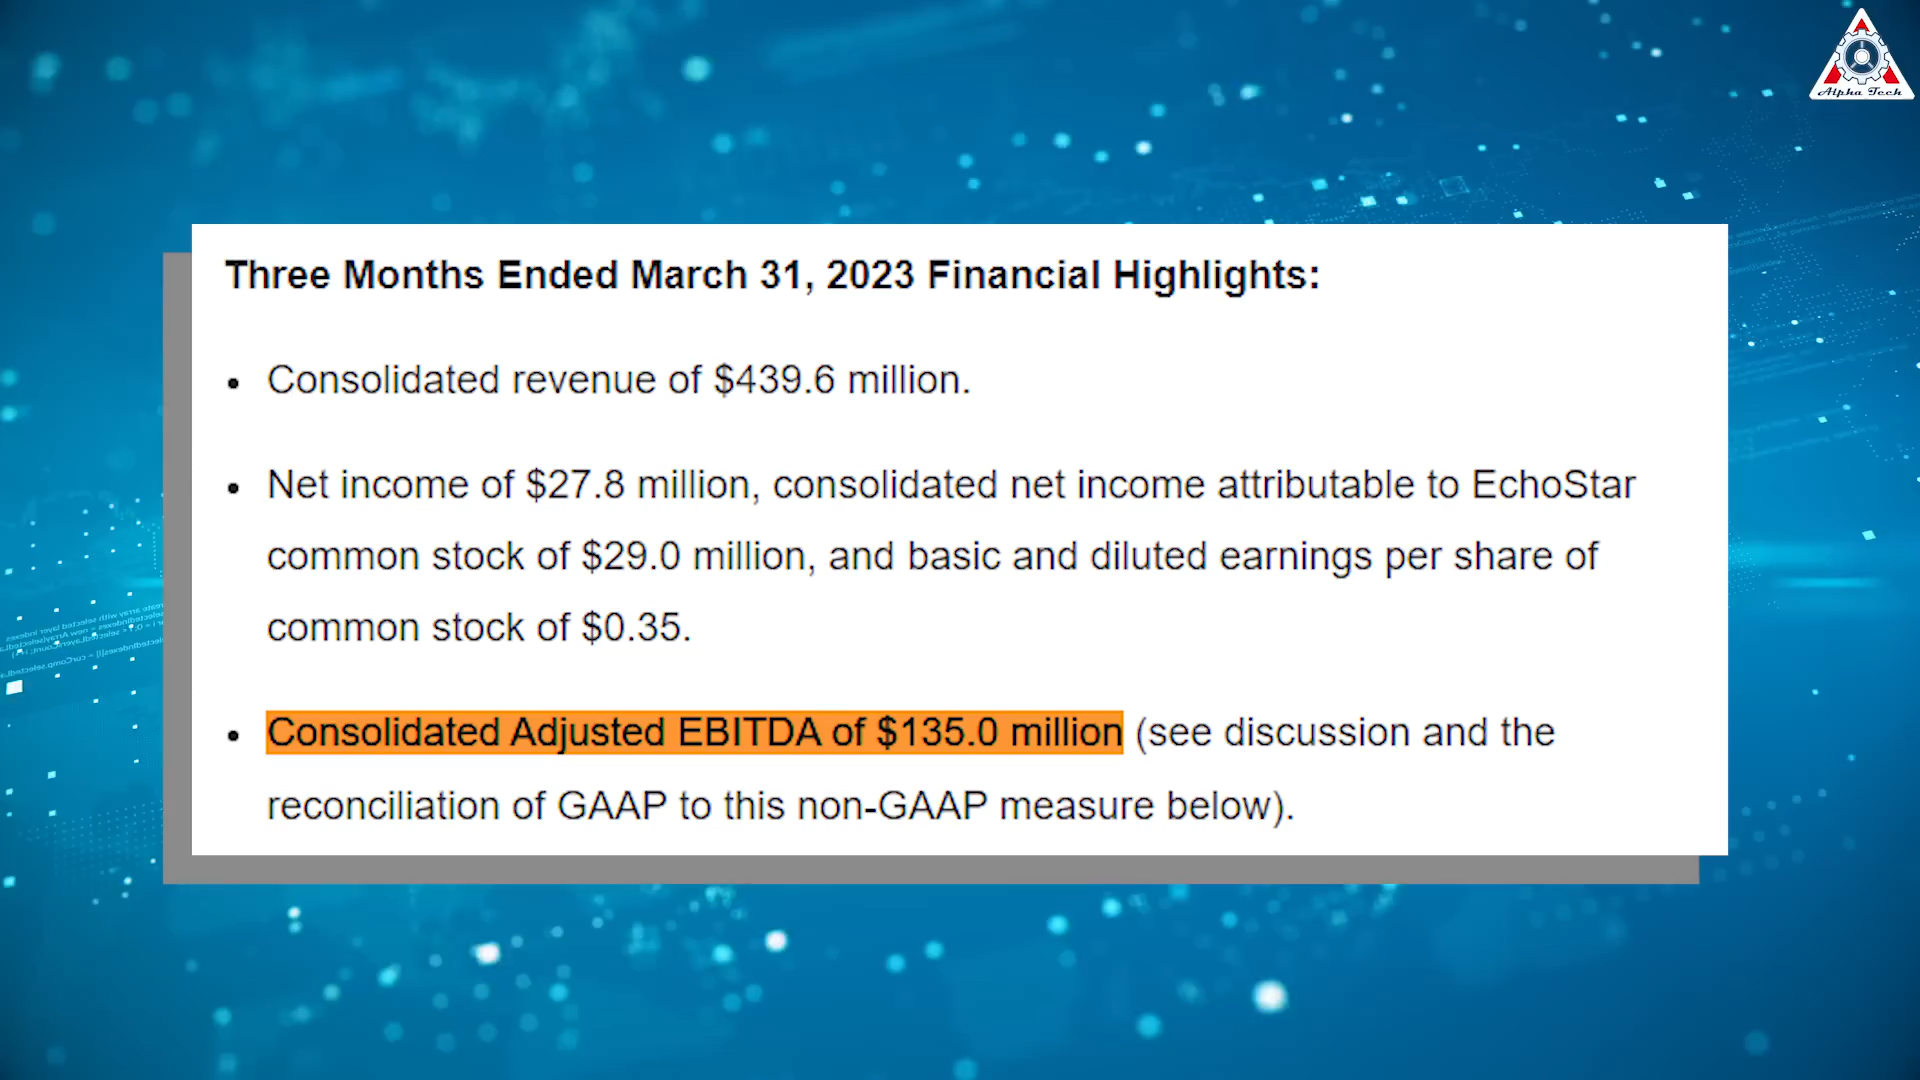 Alpha Tech
Three Months Ended March 31, 2023 Financial Highlights:
• Consolidated revenue of $439.6 million.
• Net income of $27.8 million, consolidated net income attributable to EchoStar
common stock of $29.0 million, and basic and diluted earnings per share of
common stock of $0.35.
• Consolidated Adjusted EBITDA of $135.0 million (see discussion and the
reconciliation of GAAP to this non-GAAP measure below).